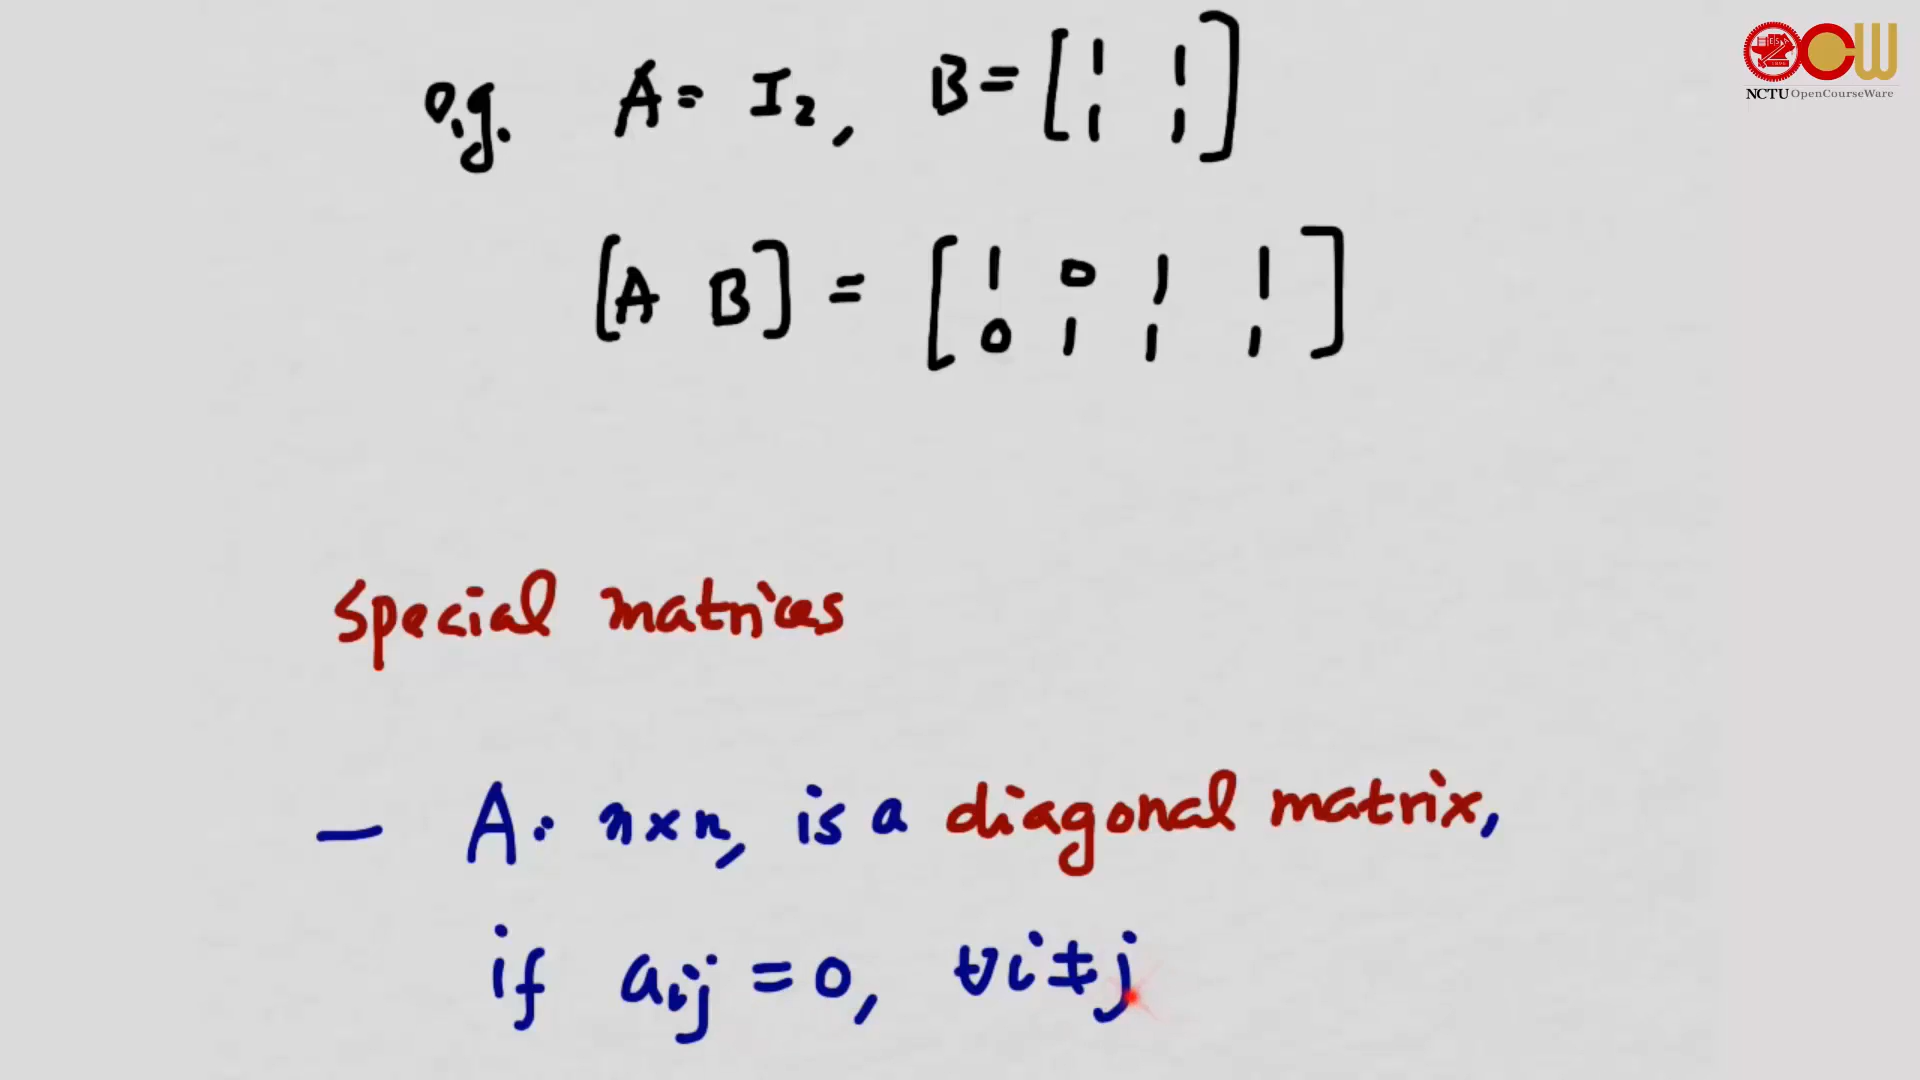 e.g. A = I₂, B = [1 1; 1 1]
[A B] = [1 0 1 1; 0 1 1 1]
Special matrices
— A: n×n, is a diagonal matrix,
if aᵢⱼ = 0, ∀i≠j
NCTU OpenCourseWare